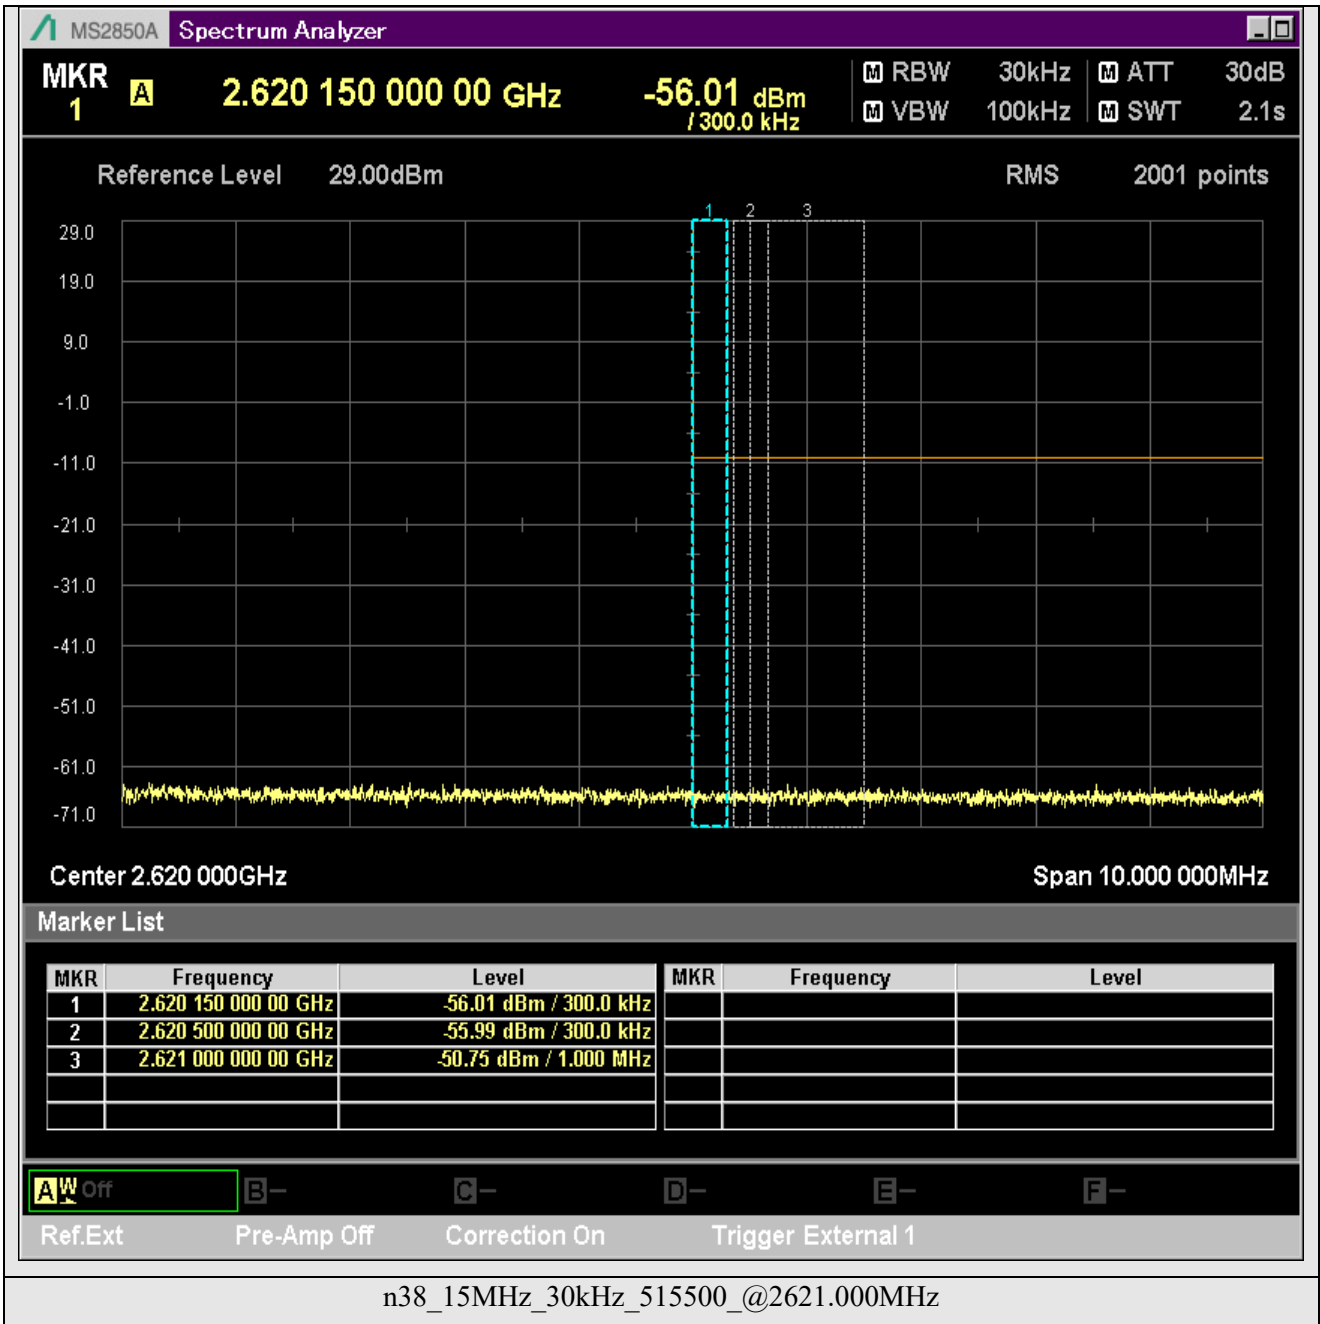 MS2850A Spectrum Analyzer
MKR 1 A 2.620 150 000 00 GHz -56.01 dBm / 300.0 kHz
M RBW 30kHz M ATT 30dB
M VBW 100kHz M SWT 2.1s
Reference Level 29.00dBm RMS 2001 points
1 2 3
29.0
19.0
9.0
-1.0
-11.0
-21.0
-31.0
-41.0
-51.0
-61.0
-71.0
Center 2.620 000GHz Span 10.000 000MHz
Marker List
MKR Frequency Level MKR Frequency Level
1 2.620 150 000 00 GHz -56.01 dBm / 300.0 kHz
2 2.620 500 000 00 GHz -55.99 dBm / 300.0 kHz
3 2.621 000 000 00 GHz -50.75 dBm / 1.000 MHz
A W Off B - C - D - E - F -
Ref.Ext Pre-Amp Off Correction On Trigger External 1
n38_15MHz_30kHz_515500_@2621.000MHz